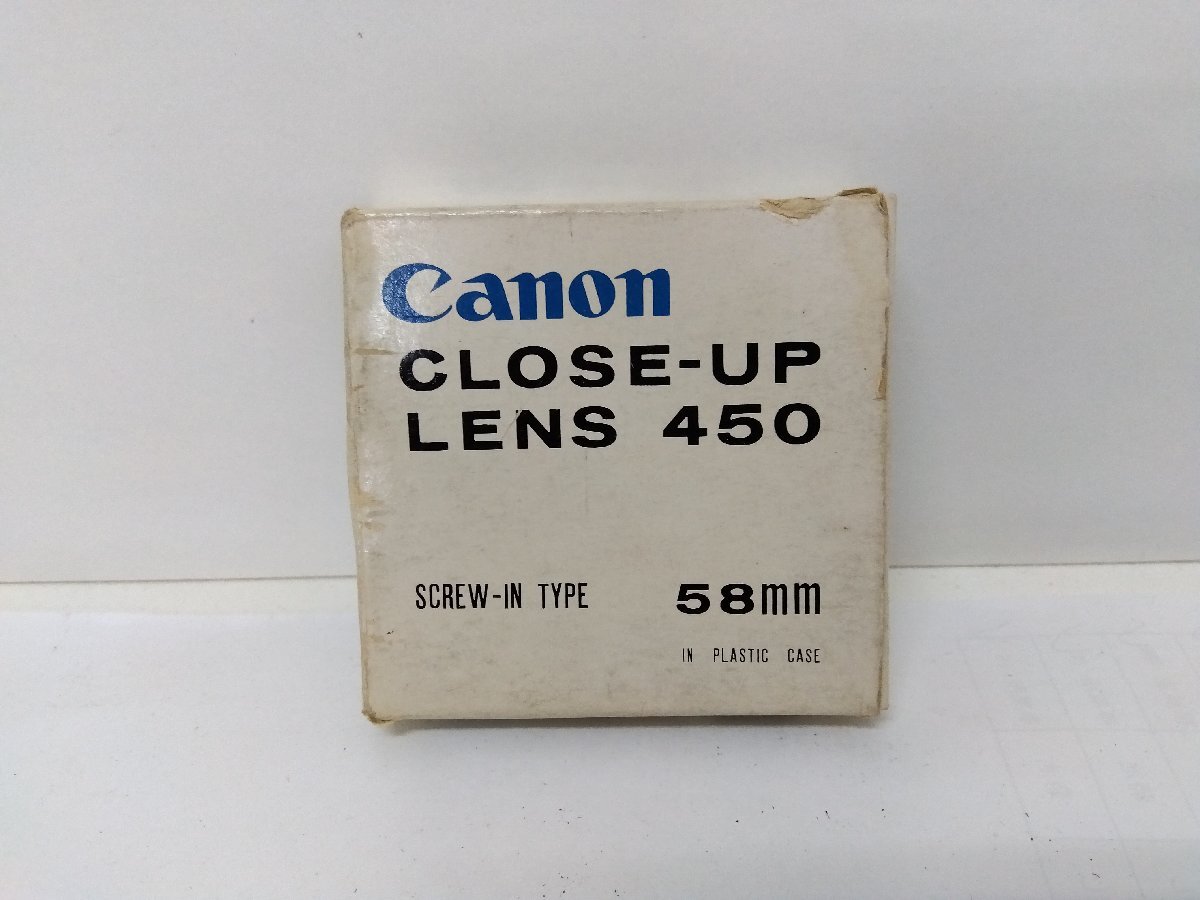 Canon
CLOSE-UP
LENS 450
SCREW-IN TYPE 58mm
IN PLASTIC CASE